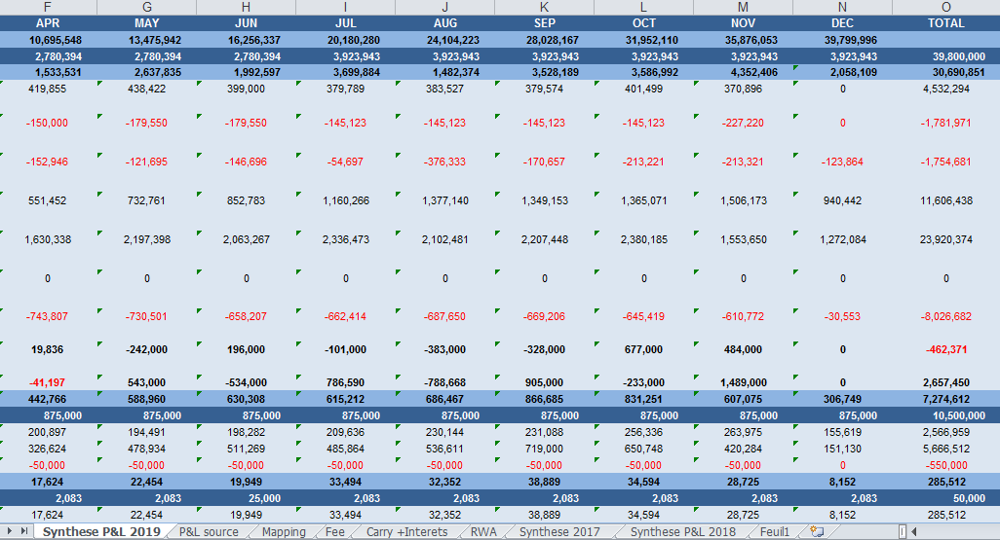 F G H I J K L M N O
APR MAY JUN JUL AUG SEP OCT NOV DEC TOTAL
10,695,548 13,475,942 16,256,337 20,180,280 24,104,223 28,028,167 31,952,110 35,876,053 39,799,996
2,780,394 2,780,394 2,780,394 3,923,943 3,923,943 3,923,943 3,923,943 3,923,943 3,923,943 39,800,000
1,533,531 2,637,835 1,992,597 3,699,884 1,482,374 3,528,189 3,586,992 4,352,406 2,058,109 30,690,851
419,855 438,422 399,000 379,789 383,527 379,574 401,499 370,896 0 4,532,294
-150,000 -179,550 -179,550 -145,123 -145,123 -145,123 -145,123 -227,220 0 -1,781,971
-152,946 -121,695 -146,696 -54,697 -376,333 -170,657 -213,221 -213,321 -123,864 -1,754,681
551,452 732,761 852,783 1,160,266 1,377,140 1,349,153 1,365,071 1,506,173 940,442 11,606,438
1,630,338 2,197,398 2,063,267 2,336,473 2,102,481 2,207,448 2,380,185 1,553,650 1,272,084 23,920,374
0 0 0 0 0 0 0 0 0 0
-743,807 -730,501 -658,207 -662,414 -687,650 -669,206 -645,419 -610,772 -30,553 -8,026,682
19,836 -242,000 196,000 -101,000 -383,000 -328,000 677,000 484,000 0 -462,371
-41,197 543,000 -534,000 786,590 -788,668 905,000 -233,000 1,489,000 0 2,657,450
442,766 588,960 630,308 615,212 686,467 866,685 831,251 607,075 306,749 7,274,612
875,000 875,000 875,000 875,000 875,000 875,000 875,000 875,000 875,000 10,500,000
200,897 194,491 198,282 209,636 230,144 231,088 256,336 263,975 155,619 2,566,959
326,624 478,934 511,269 485,864 536,611 719,000 650,748 420,284 151,130 5,666,512
-50,000 -50,000 -50,000 -50,000 -50,000 -50,000 -50,000 -50,000 0 -550,000
17,624 22,454 19,949 33,494 32,352 38,889 34,594 28,725 8,152 285,512
2,083 2,083 25,000 2,083 2,083 2,083 2,083 2,083 2,083 50,000
17,624 22,454 19,949 33,494 32,352 38,889 34,594 28,725 8,152 285,512
Synthese P&L 2019 P&L source Mapping Fee Carry +Interets RWA Synthese 2017 Synthese P&L 2018 Feuil1